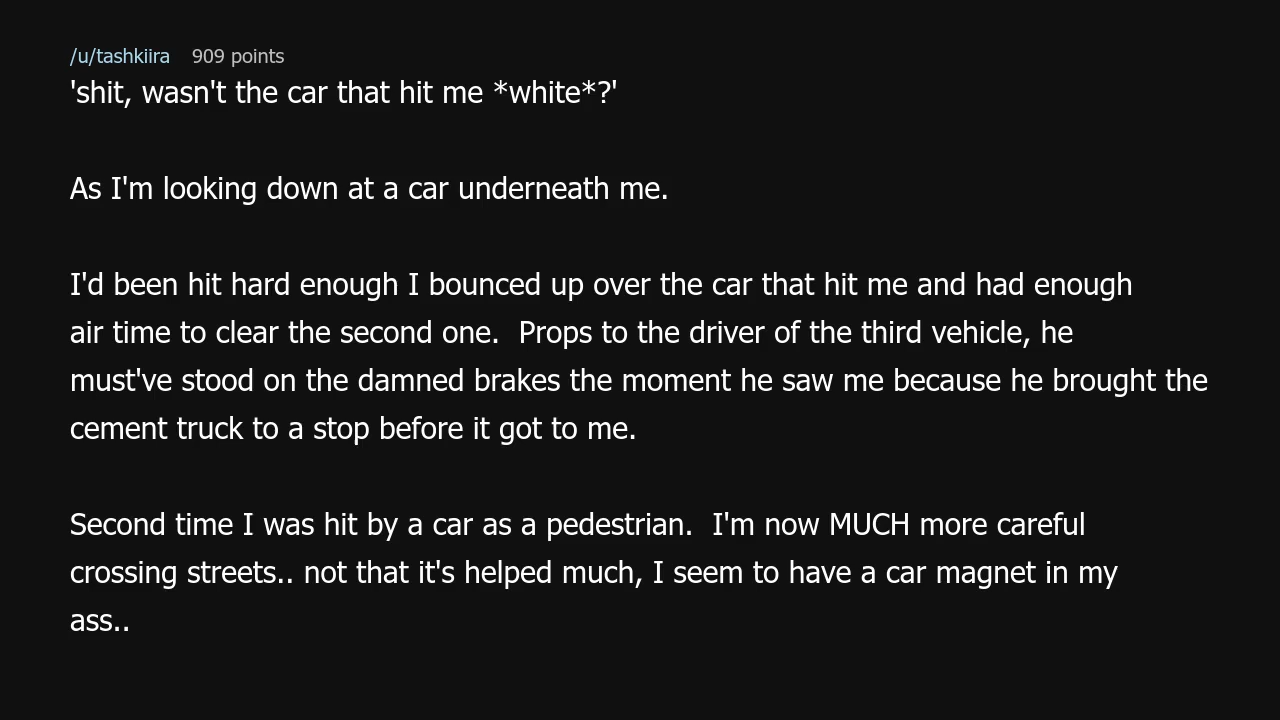 /u/tashkiira 909 points
'shit, wasn't the car that hit me *white*?'
As I'm looking down at a car underneath me.
I'd been hit hard enough I bounced up over the car that hit me and had enough
air time to clear the second one.  Props to the driver of the third vehicle, he
must've stood on the damned brakes the moment he saw me because he brought the
cement truck to a stop before it got to me.
Second time I was hit by a car as a pedestrian.  I'm now MUCH more careful
crossing streets.. not that it's helped much, I seem to have a car magnet in my
ass..